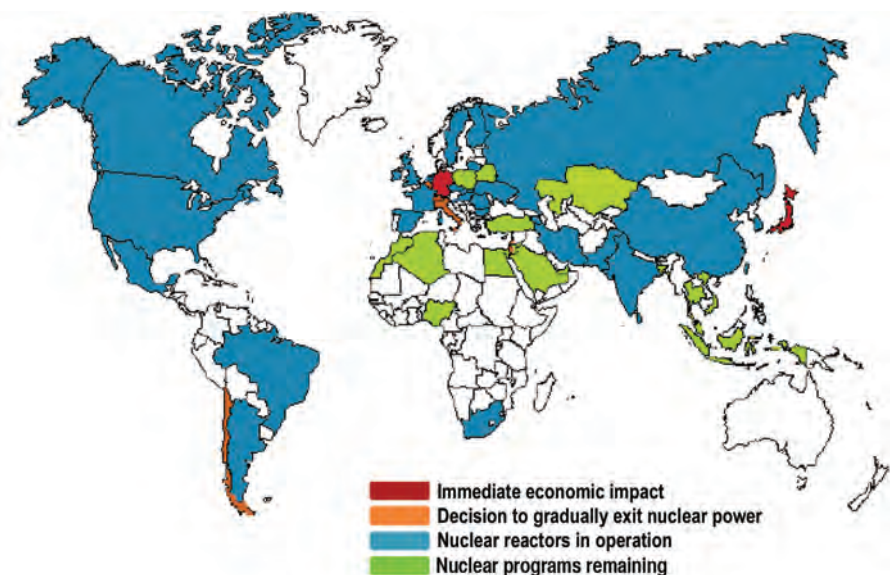 Immediate economic impact
Decision to gradually exit nuclear power
Nuclear reactors in operation
Nuclear programs remaining